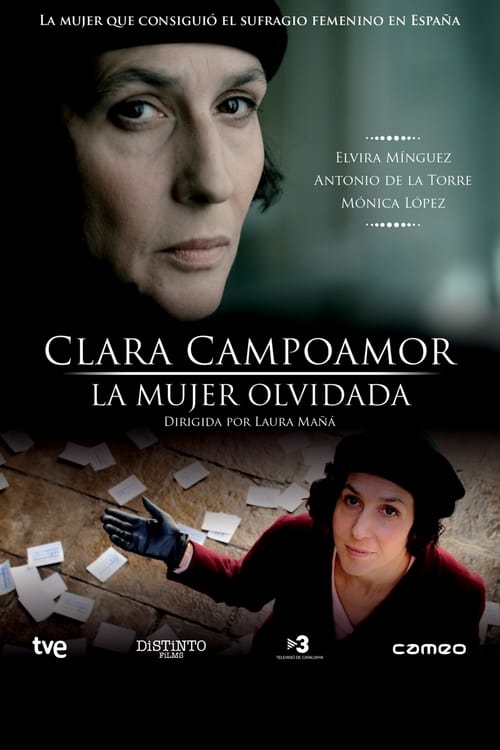 La mujer que consiguió el sufragio femenino en España
Elvira Mínguez
Antonio de la Torre
Mónica López
Clara Campoamor
La mujer olvidada
Dirigida por Laura Mañá
tve
DiSTiNTO
FiLMS
3
TELEVISIÓ DE CATALUNYA
cameo